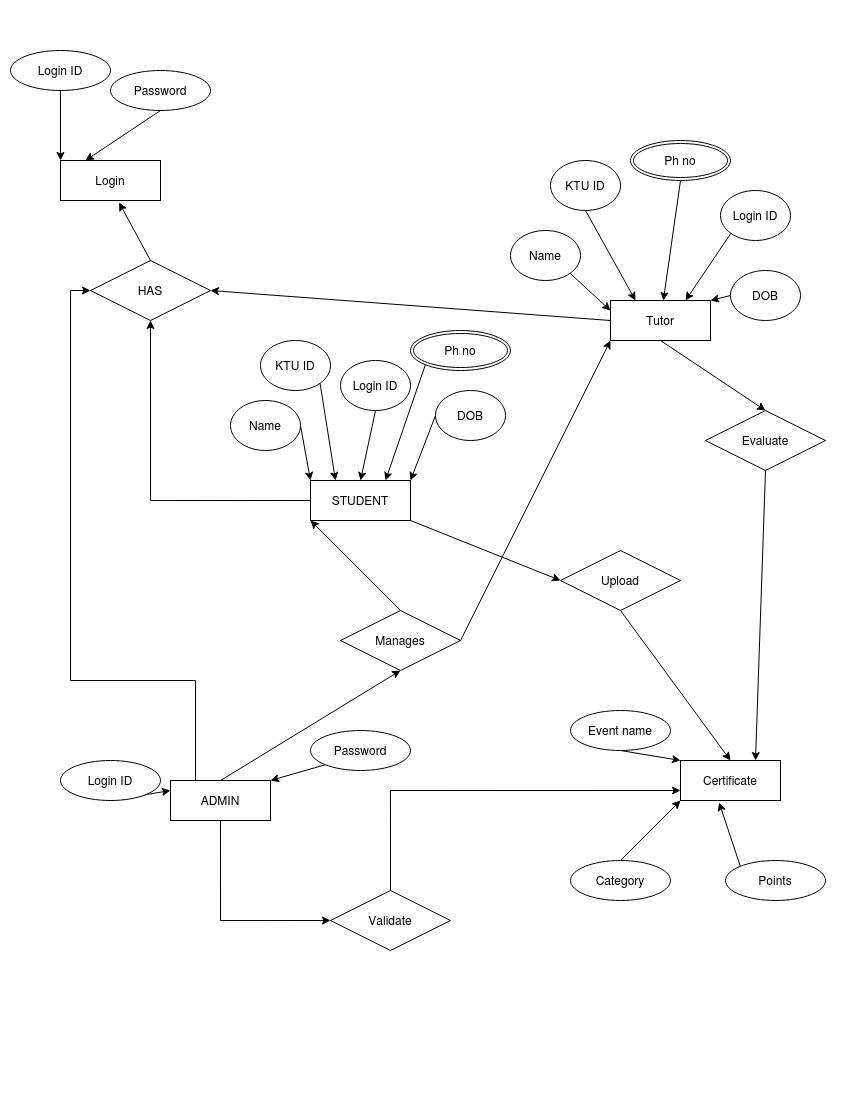 Login ID
Password
Login
Ph no
KTU ID
Login ID
Name
DOB
HAS
Tutor
Ph no
KTU ID
Login ID
DOB
Name
Evaluate
STUDENT
Upload
Manages
Event name
Password
Login ID
Certificate
ADMIN
Category
Points
Validate